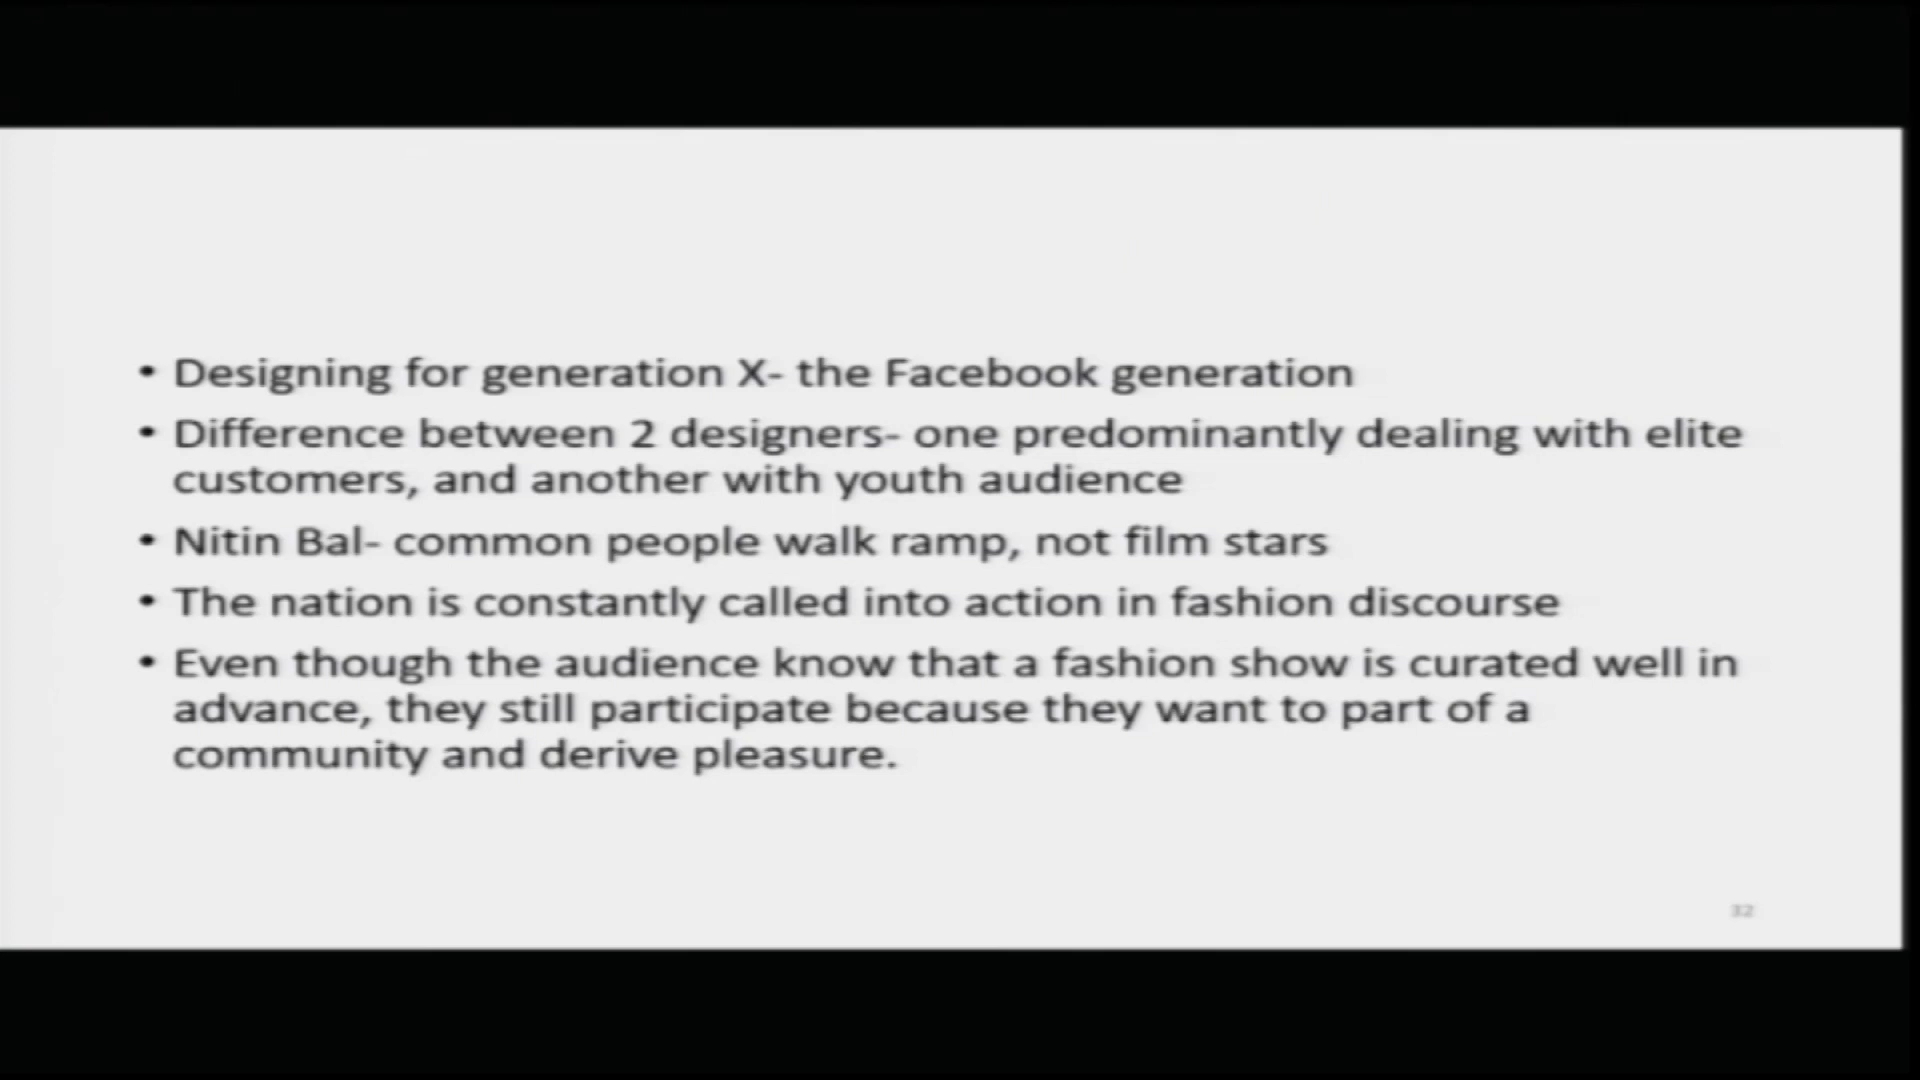 • Designing for generation X- the Facebook generation
• Difference between 2 designers- one predominantly dealing with elite
customers, and another with youth audience
• Nitin Bal- common people walk ramp, not film stars
• The nation is constantly called into action in fashion discourse
• Even though the audience know that a fashion show is curated well in
advance, they still participate because they want to part of a
community and derive pleasure.
32